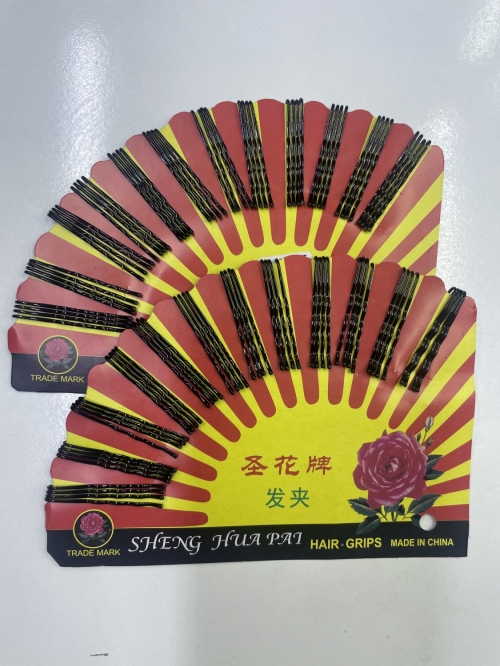 TRADE MARK
圣花牌
发夹
TRADE MARK
SHENG HUA PAI
HAIR - GRIPS
MADE IN CHINA